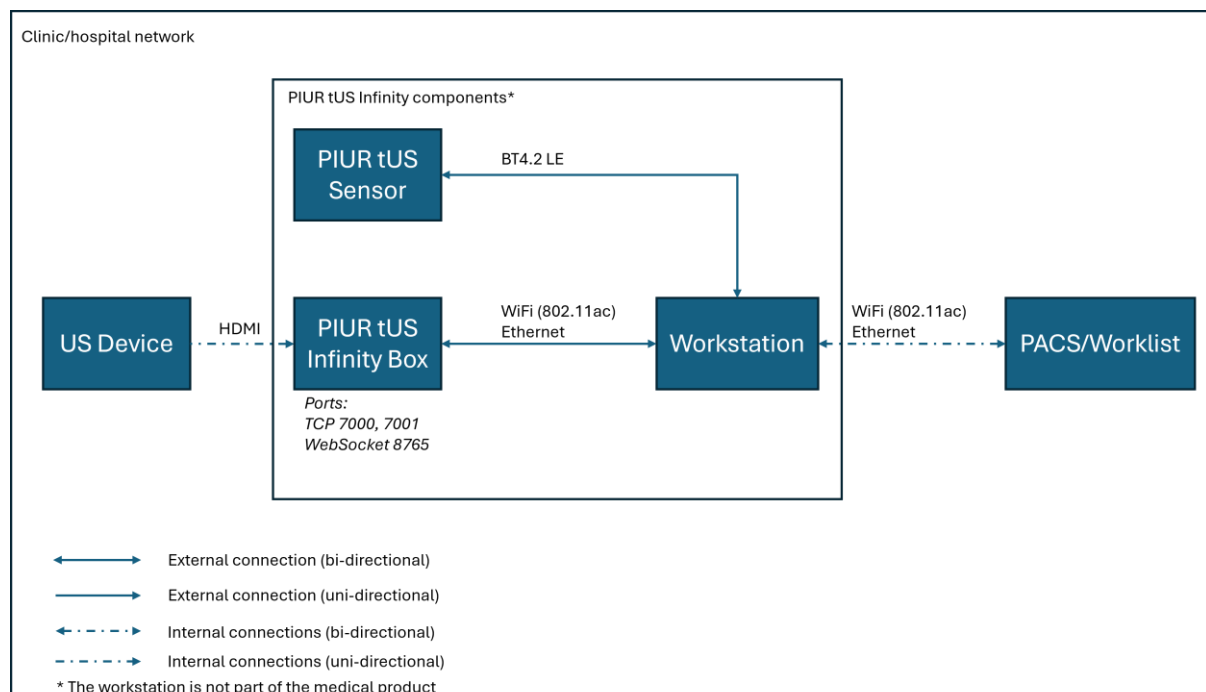 Clinic/hospital network
PIUR tUS Infinity components*
PIUR tUS
Sensor
BT4.2 LE
US Device
HDMI
PIUR tUS
Infinity Box
WiFi (802.11ac)
Ethernet
Workstation
WiFi (802.11ac)
Ethernet
PACS/Worklist
Ports:
TCP 7000, 7001
WebSocket 8765
External connection (bi-directional)
External connection (uni-directional)
Internal connections (bi-directional)
Internal connections (uni-directional)
* The workstation is not part of the medical product